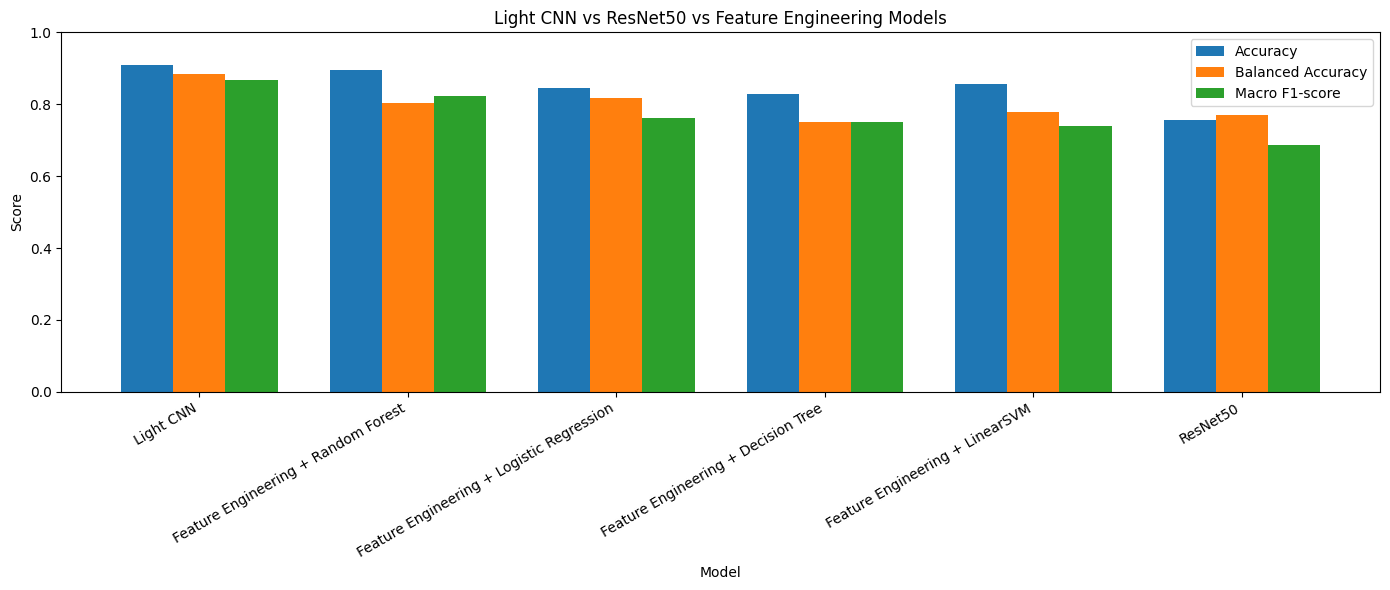 Light CNN vs ResNet50 vs Feature Engineering Models
Accuracy
Balanced Accuracy
Macro F1-score
Score
1.0
0.8
0.6
0.4
0.2
0.0
Light CNN
Feature Engineering + Random Forest
Feature Engineering + Logistic Regression
Feature Engineering + Decision Tree
Feature Engineering + LinearSVM
ResNet50
Model